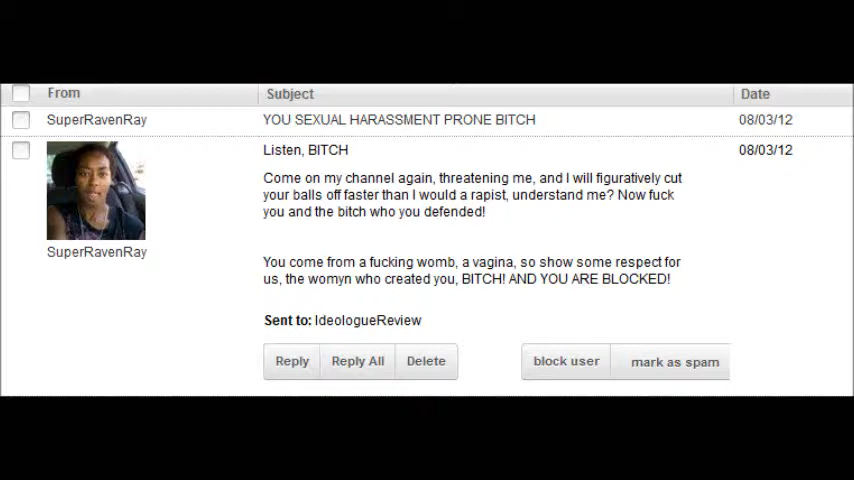 From Subject Date
SuperRavenRay YOU SEXUAL HARASSMENT PRONE BITCH 08/03/12
Listen, BITCH 08/03/12
Come on my channel again, threatening me, and I will figuratively cut
your balls off faster than I would a rapist, understand me? Now fuck
you and the bitch who you defended!
SuperRavenRay
You come from a fucking womb, a vagina, so show some respect for
us, the womyn who created you, BITCH! AND YOU ARE BLOCKED!
Sent to: IdeologueReview
Reply Reply All Delete block user mark as spam